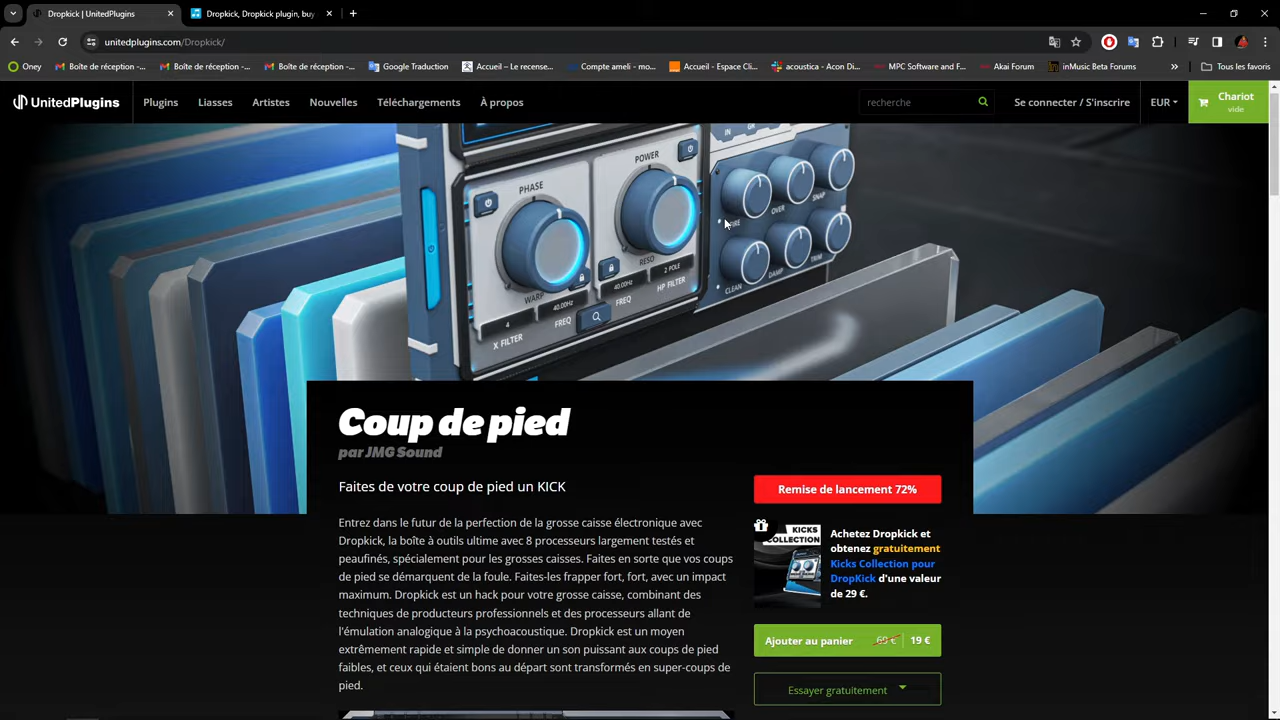 Dropkick | UnitedPlugins
Dropkick, Dropkick plugin, buy
unitedplugins.com/Dropkick/
Oney
Boîte de réception -...
Boîte de réception -...
Boîte de réception -...
Google Traduction
Accueil – Le recense...
Compte ameli - mo...
Accueil - Espace Cli...
acoustica - Acon Di...
MPC Software and F...
Akai Forum
inMusic Beta Forums
Tous les favoris
UnitedPlugins
Plugins
Liasses
Artistes
Nouvelles
Téléchargements
À propos
recherche
Se connecter / S'inscrire
EUR
Chariot
vide
PHASE
POWER
IN
OVER
SNAP
WARP
RESO
CLEAN
DAMP
TRIM
4
40.00Hz
40.00Hz
2 POLE
X FILTER
FREQ
FREQ
HP FILTER
Coup de pied
par JMG Sound
Faites de votre coup de pied un KICK
Entrez dans le futur de la perfection de la grosse caisse électronique avec
Dropkick, la boîte à outils ultime avec 8 processeurs largement testés et
peaufinés, spécialement pour les grosses caisses. Faites en sorte que vos coups
de pied se démarquent de la foule. Faites-les frapper fort, fort, avec un impact
maximum. Dropkick est un hack pour votre grosse caisse, combinant des
techniques de producteurs professionnels et des processeurs allant de
l'émulation analogique à la psychoacoustique. Dropkick est un moyen
extrêmement rapide et simple de donner un son puissant aux coups de pied
faibles, et ceux qui étaient bons au départ sont transformés en super-coups de
pied.
Remise de lancement 72%
KICKS
COLLECTION
Achetez Dropkick et
obtenez gratuitement
Kicks Collection pour
DropKick d'une valeur
de 29 €.
Ajouter au panier 69 € 19 €
Essayer gratuitement